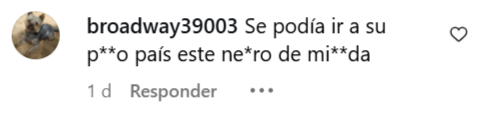 broadway39003 Se podía ir a su
p**o país este ne*ro de mi**da
1 d Responder ...